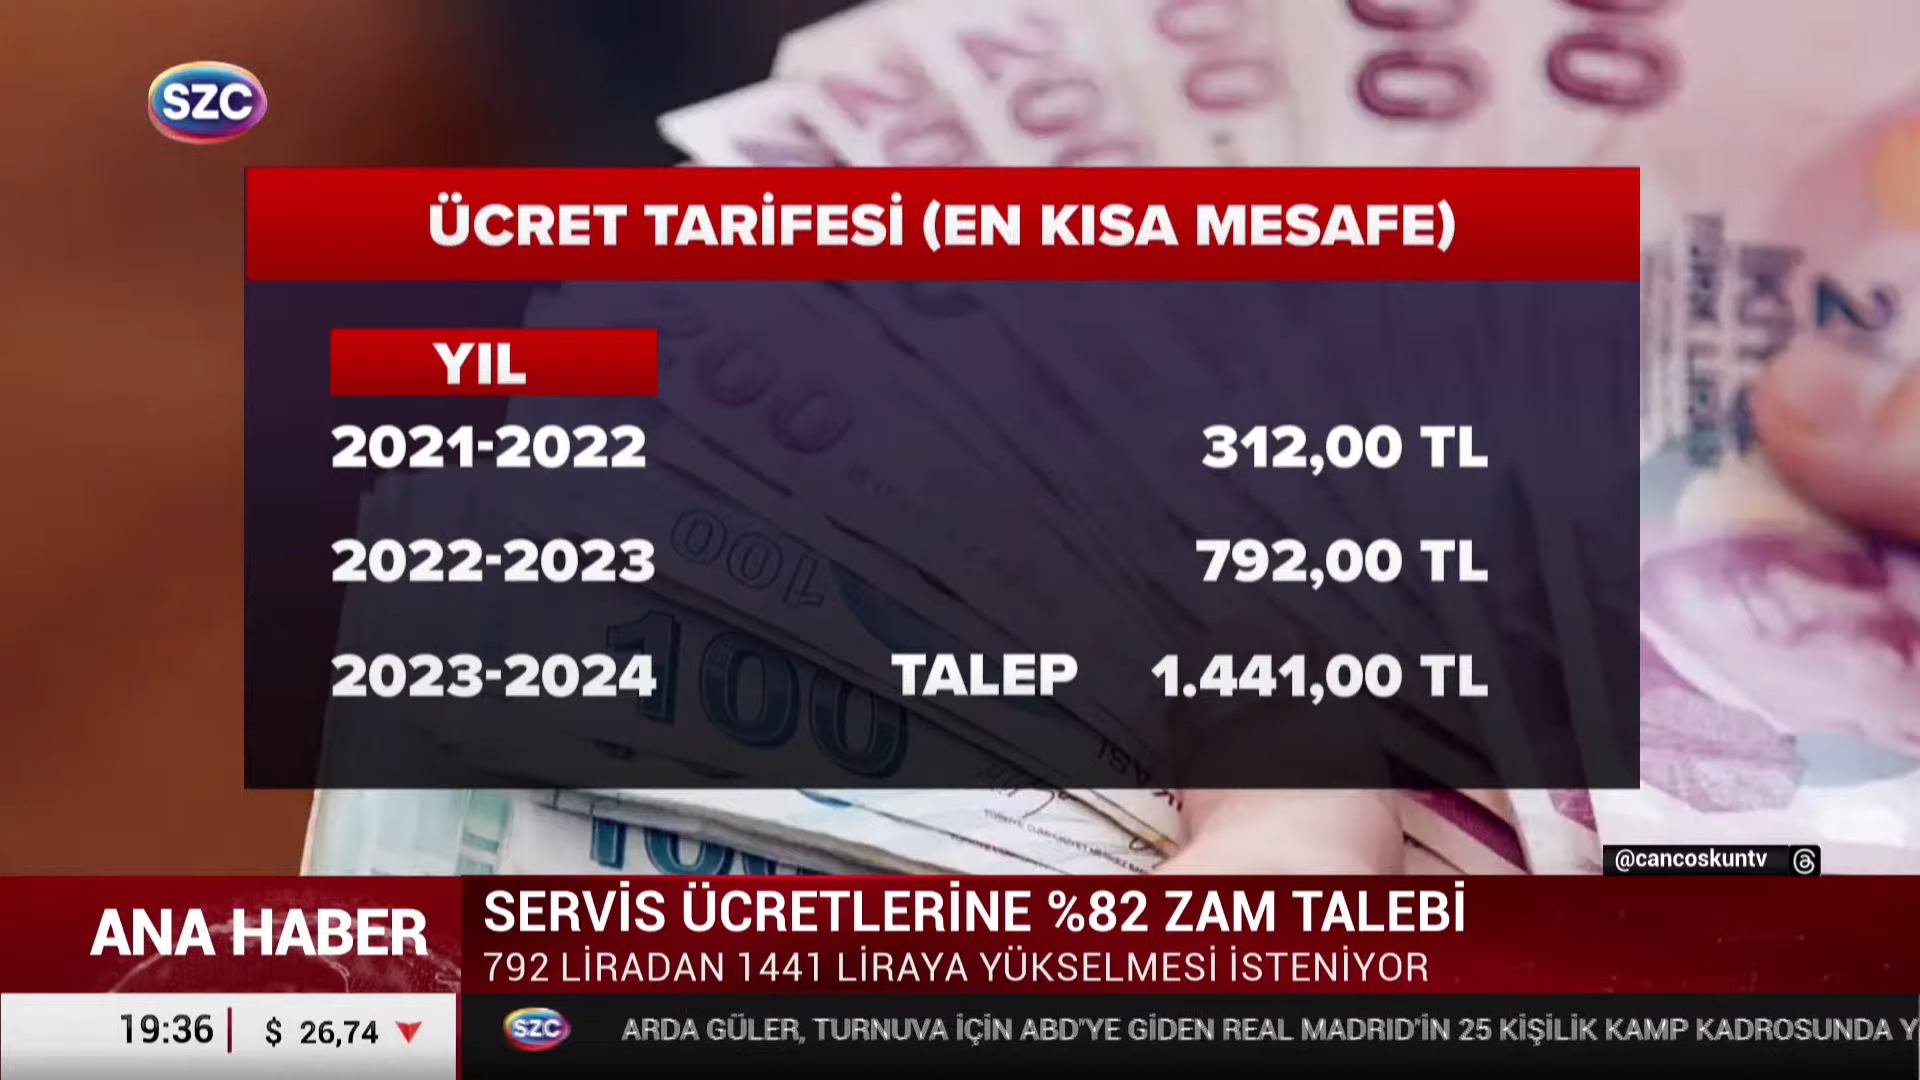 SZC
ÜCRET TARİFESİ (EN KISA MESAFE)
YIL
2021-2022 312,00 TL
2022-2023 792,00 TL
2023-2024 TALEP 1.441,00 TL
100
100
@cancoskuntv
ANA HABER
SERVİS ÜCRETLERİNE %82 ZAM TALEBİ
792 LİRADAN 1441 LİRAYA YÜKSELMESİ İSTENİYOR
19:36 $ 26,74
SZC ARDA GÜLER, TURNUVA İÇİN ABD'YE GİDEN REAL MADRID'İN 25 KİŞİLİK KAMP KADROSUNDA Y